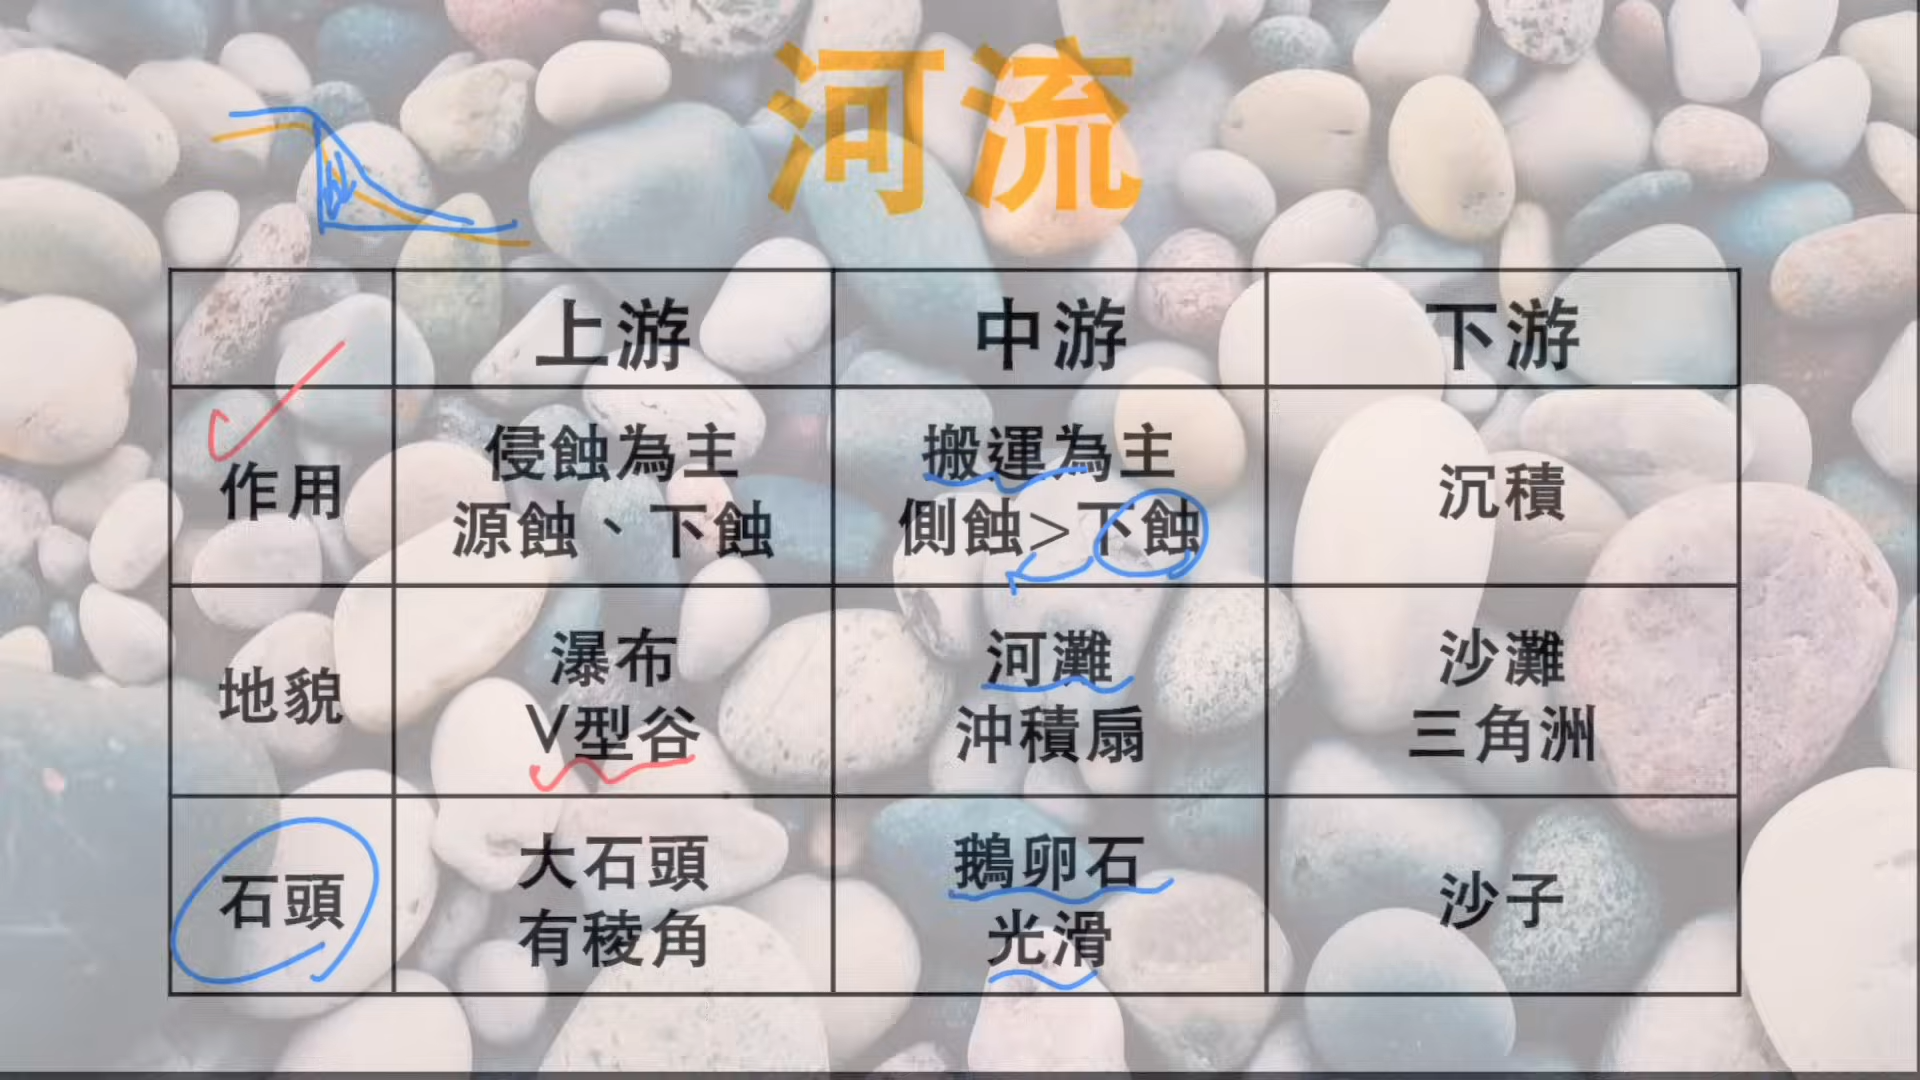 河流
上游
中游
下游
作用
侵蝕為主
源蝕、下蝕
搬運為主
側蝕>下蝕
沉積
地貌
瀑布
V型谷
河灘
沖積扇
沙灘
三角洲
石頭
大石頭
有稜角
鵝卵石
光滑
沙子